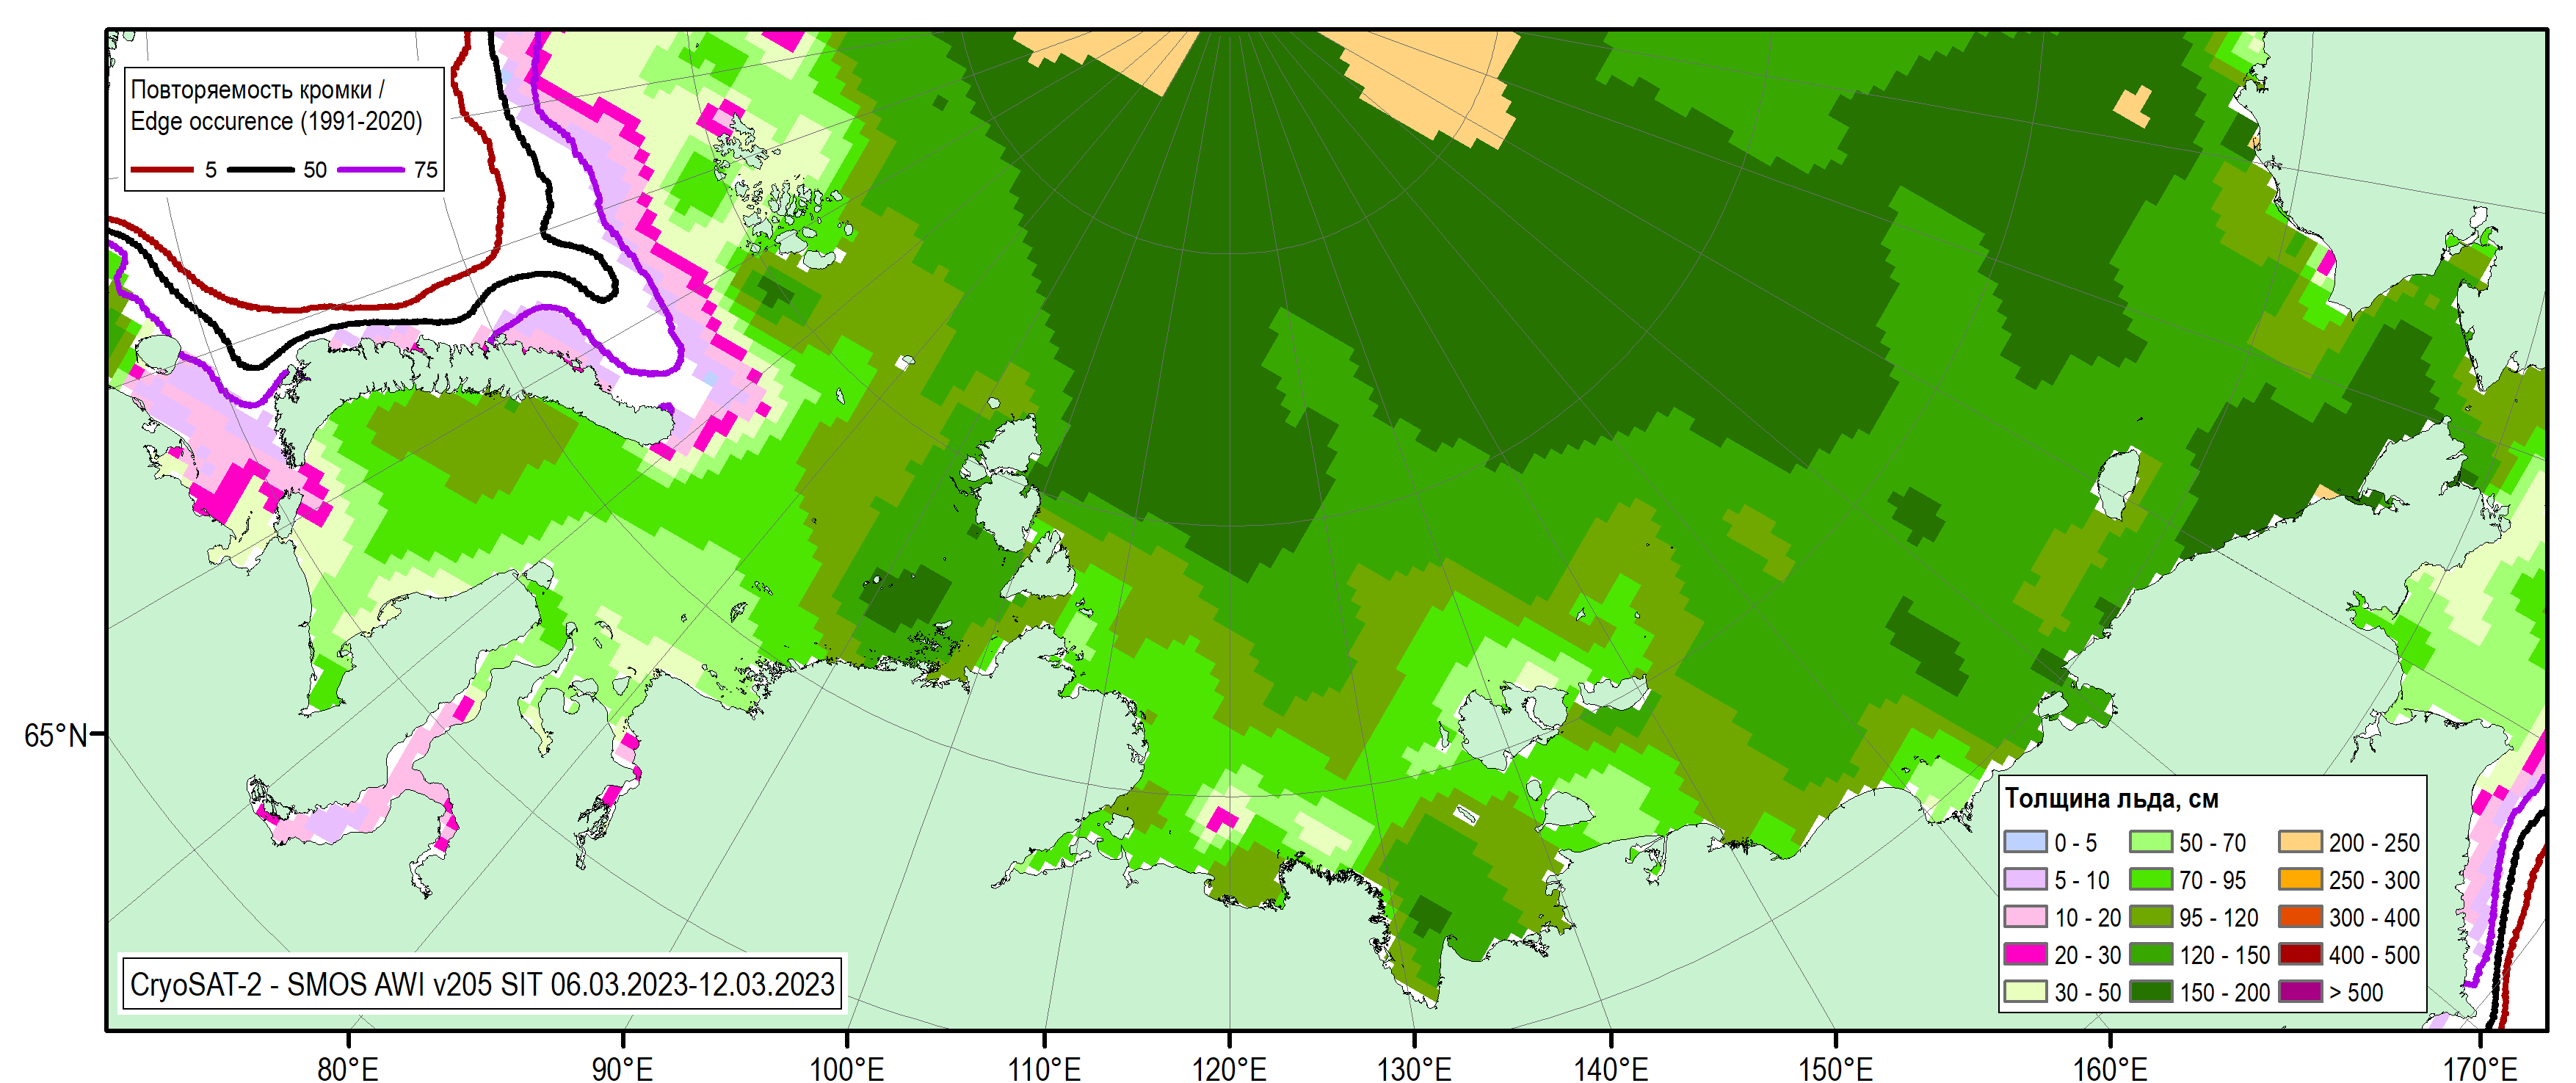 Повторяемость кромки /
Edge occurence (1991-2020)
5 50 75
65°N
Толщина льда, см
0 - 5 50 - 70 200 - 250
5 - 10 70 - 95 250 - 300
10 - 20 95 - 120 300 - 400
20 - 30 120 - 150 400 - 500
30 - 50 150 - 200 > 500
CryoSAT-2 - SMOS AWI v205 SIT 06.03.2023-12.03.2023
80°E 90°E 100°E 110°E 120°E 130°E 140°E 150°E 160°E 170°E